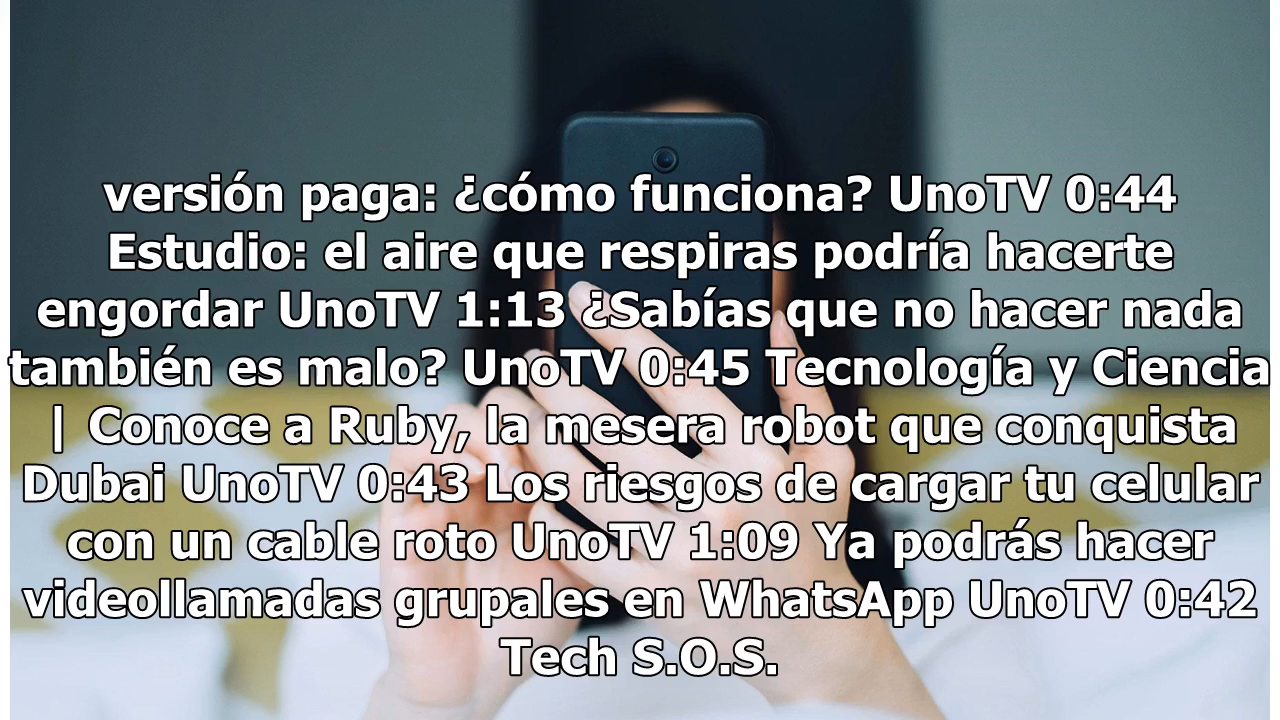 versión paga: ¿cómo funciona? UnoTV 0:44
Estudio: el aire que respiras podría hacerte
engordar UnoTV 1:13 ¿Sabías que no hacer nada
también es malo? UnoTV 0:45 Tecnología y Ciencia
| Conoce a Ruby, la mesera robot que conquista
Dubai UnoTV 0:43 Los riesgos de cargar tu celular
con un cable roto UnoTV 1:09 Ya podrás hacer
videollamadas grupales en WhatsApp UnoTV 0:42
Tech S.O.S.